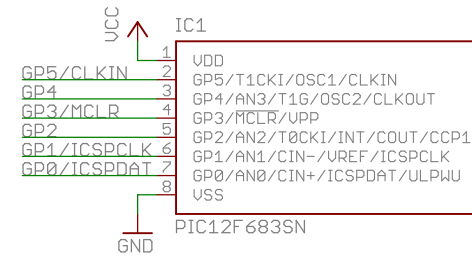 VCC
IC1
1 VDD
GP5/CLKIN 2 GP5/T1CKI/OSC1/CLKIN
GP4 3 GP4/AN3/T1G/OSC2/CLKOUT
GP3/MCLR 4 GP3/MCLR/VPP
GP2 5 GP2/AN2/T0CKI/INT/COUT/CCP1
GP1/ICSPCLK 6 GP1/AN1/CIN-/VREF/ICSPCLK
GP0/ICSPDAT 7 GP0/AN0/CIN+/ICSPDAT/ULPWU
8 VSS
PIC12F683SN
GND